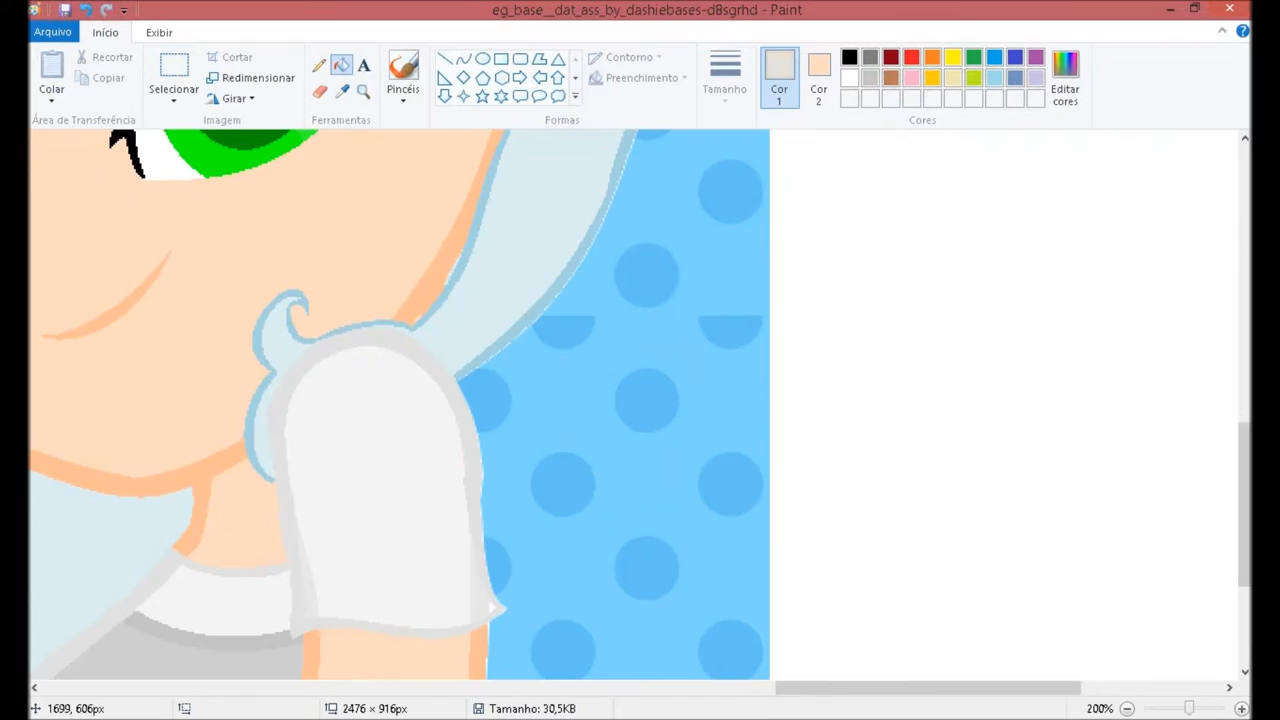 eg_base__dat_ass_by_dashiebases-d8sgrhd - Paint
Arquivo Início Exibir
Colar
Recortar
Copiar
Área de Transferência
Selecionar
Cortar
Redimensionar
Girar
Imagem
A
Ferramentas
Pincéis
Contorno
Preenchimento
Formas
Tamanho
Cor 1
Cor 2
Editar cores
Cores
1699, 606px 2476 × 916px Tamanho: 30,5KB 200%